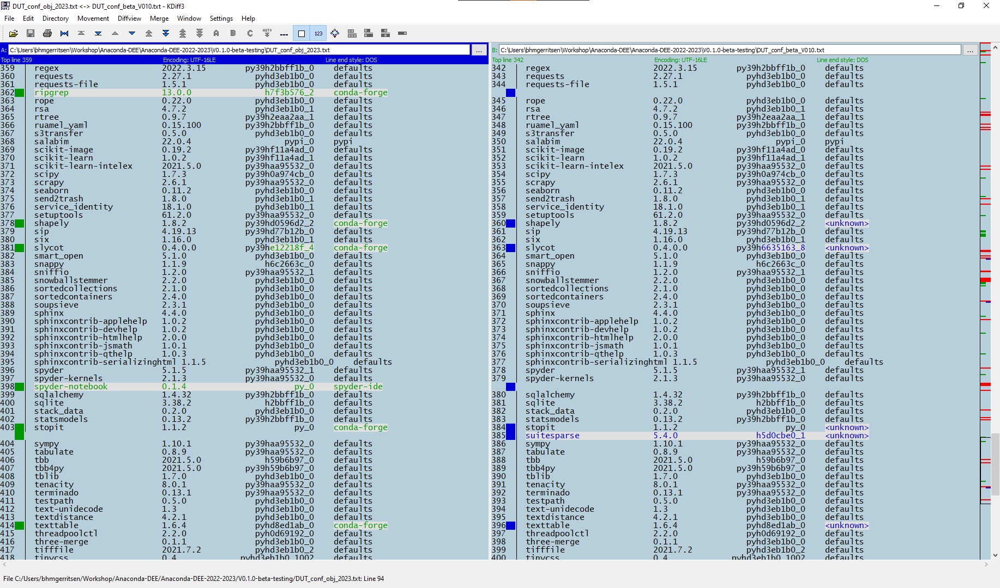 DUT_conf_obj_2023.txt <-> DUT_conf_beta_V010.txt - KDiff3
File Edit Directory Movement Diffview Merge Window Settings Help
A B C AUTO 123
A: C:\Users\bhmgerritsen\Workshop\Anaconda-DEE\Anaconda-DEE-2022-2023\V0.1.0-beta-testing\DUT_conf_obj_2023.txt ...
Top line 359 Encoding: UTF-16LE Line end style: DOS
359 regex 2022.3.15 py39h2bbff1b_0 defaults
360 requests 2.27.1 pyhd3eb1b0_0 defaults
361 requests-file 1.5.1 pyhd3eb1b0_0 defaults
362 ripgrep 13.0.0 h7f3b576_2 conda-forge
363 rope 0.22.0 pyhd3eb1b0_0 defaults
364 rsa 4.7.2 pyhd3eb1b0_1 defaults
365 rtree 0.9.7 py39h2eaa2aa_1 defaults
366 ruamel_yaml 0.15.100 py39h2bbff1b_0 defaults
367 s3transfer 0.5.0 pyhd3eb1b0_0 defaults
368 salabim 22.0.4 pypi_0 pypi
369 scikit-image 0.19.2 py39hf11a4ad_0 defaults
370 scikit-learn 1.0.2 py39hf11a4ad_1 defaults
371 scikit-learn-intelex 2021.5.0 py39haa95532_0 defaults
372 scipy 1.7.3 py39h0a974cb_0 defaults
373 scrapy 2.6.1 py39haa95532_0 defaults
374 seaborn 0.11.2 pyhd3eb1b0_0 defaults
375 send2trash 1.8.0 pyhd3eb1b0_1 defaults
376 service_identity 18.1.0 pyhd3eb1b0_1 defaults
377 setuptools 61.2.0 py39haa95532_0 defaults
378 shapely 1.8.2 py39hd0596d2_2 conda-forge
379 sip 4.19.13 py39hd77b12b_0 defaults
380 six 1.16.0 pyhd3eb1b0_1 defaults
381 slycot 0.4.0.0 py39he12218f_4 conda-forge
382 smart_open 5.1.0 pyhd3eb1b0_0 defaults
383 snappy 1.1.9 h6c2663c_0 defaults
384 sniffio 1.2.0 py39haa95532_1 defaults
385 snowballstemmer 2.2.0 pyhd3eb1b0_0 defaults
386 sortedcollections 2.1.0 pyhd3eb1b0_0 defaults
387 sortedcontainers 2.4.0 pyhd3eb1b0_0 defaults
388 soupsieve 2.3.1 pyhd3eb1b0_0 defaults
389 sphinx 4.4.0 pyhd3eb1b0_0 defaults
390 sphinxcontrib-applehelp 1.0.2 pyhd3eb1b0_0 defaults
391 sphinxcontrib-devhelp 1.0.2 pyhd3eb1b0_0 defaults
392 sphinxcontrib-htmlhelp 2.0.0 pyhd3eb1b0_0 defaults
393 sphinxcontrib-jsmath 1.0.1 pyhd3eb1b0_0 defaults
394 sphinxcontrib-qthelp 1.0.3 pyhd3eb1b0_0 defaults
395 sphinxcontrib-serializinghtml 1.1.5 pyhd3eb1b0_0 defaults
396 spyder 5.1.5 py39haa95532_1 defaults
397 spyder-kernels 2.1.3 py39haa95532_0 defaults
398 spyder-notebook 0.1.4 py_0 spyder-ide
399 sqlalchemy 1.4.32 py39h2bbff1b_0 defaults
400 sqlite 3.38.2 h2bbff1b_0 defaults
401 stack_data 0.2.0 pyhd3eb1b0_0 defaults
402 statsmodels 0.13.2 py39h2bbff1b_0 defaults
403 stopit 1.1.2 py_0 conda-forge
404 sympy 1.10.1 py39haa95532_0 defaults
405 tabulate 0.8.9 py39haa95532_0 defaults
406 tbb 2021.5.0 h59b6b97_0 defaults
407 tbb4py 2021.5.0 py39h59b6b97_0 defaults
408 tblib 1.7.0 pyhd3eb1b0_0 defaults
409 tenacity 8.0.1 py39haa95532_0 defaults
410 terminado 0.13.1 py39haa95532_0 defaults
411 testpath 0.5.0 pyhd3eb1b0_0 defaults
412 text-unidecode 1.3 pyhd3eb1b0_0 defaults
413 textdistance 4.2.1 pyhd3eb1b0_0 defaults
414 texttable 1.6.4 pyhd8ed1ab_0 conda-forge
415 threadpoolctl 2.2.0 pyh0d69192_0 defaults
416 three-merge 0.1.1 pyhd3eb1b0_0 defaults
417 tifffile 2021.7.2 pyhd3eb1b0_2 defaults
418 tinycss 0.4 pyhd3eb1b0_1002 defaults
B: C:\Users\bhmgerritsen\Workshop\Anaconda-DEE\Anaconda-DEE-2022-2023\V0.1.0-beta-testing\DUT_conf_beta_V010.txt ...
Top line 342 Encoding: UTF-16LE Line end style: DOS
342 regex 2022.3.15 py39h2bbff1b_0 defaults
343 requests 2.27.1 pyhd3eb1b0_0 defaults
344 requests-file 1.5.1 pyhd3eb1b0_0 defaults
345 rope 0.22.0 pyhd3eb1b0_0 defaults
346 rsa 4.7.2 pyhd3eb1b0_1 defaults
347 rtree 0.9.7 py39h2eaa2aa_1 defaults
348 ruamel_yaml 0.15.100 py39h2bbff1b_0 defaults
349 s3transfer 0.5.0 pyhd3eb1b0_0 defaults
350 salabim 22.0.4 pypi_0 pypi
351 scikit-image 0.19.2 py39hf11a4ad_0 defaults
352 scikit-learn 1.0.2 py39hf11a4ad_1 defaults
353 scikit-learn-intelex 2021.5.0 py39haa95532_0 defaults
354 scipy 1.7.3 py39h0a974cb_0 defaults
355 scrapy 2.6.1 py39haa95532_0 defaults
356 seaborn 0.11.2 pyhd3eb1b0_0 defaults
357 send2trash 1.8.0 pyhd3eb1b0_1 defaults
358 service_identity 18.1.0 pyhd3eb1b0_1 defaults
359 setuptools 61.2.0 py39haa95532_0 defaults
360 shapely 1.8.2 py39hd0596d2_2 <unknown>
361 sip 4.19.13 py39hd77b12b_0 defaults
362 six 1.16.0 pyhd3eb1b0_1 defaults
363 slycot 0.4.0.0 py39h6635163_8 <unknown>
364 smart_open 5.1.0 pyhd3eb1b0_0 defaults
365 snappy 1.1.9 h6c2663c_0 defaults
366 sniffio 1.2.0 py39haa95532_1 defaults
367 snowballstemmer 2.2.0 pyhd3eb1b0_0 defaults
368 sortedcollections 2.1.0 pyhd3eb1b0_0 defaults
369 sortedcontainers 2.4.0 pyhd3eb1b0_0 defaults
370 soupsieve 2.3.1 pyhd3eb1b0_0 defaults
371 sphinx 4.4.0 pyhd3eb1b0_0 defaults
372 sphinxcontrib-applehelp 1.0.2 pyhd3eb1b0_0 defaults
373 sphinxcontrib-devhelp 1.0.2 pyhd3eb1b0_0 defaults
374 sphinxcontrib-htmlhelp 2.0.0 pyhd3eb1b0_0 defaults
375 sphinxcontrib-jsmath 1.0.1 pyhd3eb1b0_0 defaults
376 sphinxcontrib-qthelp 1.0.3 pyhd3eb1b0_0 defaults
377 sphinxcontrib-serializinghtml 1.1.5 pyhd3eb1b0_0 defaults
378 spyder 5.1.5 py39haa95532_1 defaults
379 spyder-kernels 2.1.3 py39haa95532_0 defaults
380 sqlalchemy 1.4.32 py39h2bbff1b_0 defaults
381 sqlite 3.38.2 h2bbff1b_0 defaults
382 stack_data 0.2.0 pyhd3eb1b0_0 defaults
383 statsmodels 0.13.2 py39h2bbff1b_0 defaults
384 stopit 1.1.2 py_0 <unknown>
385 suitesparse 5.4.0 h5d0cbe0_1 <unknown>
386 sympy 1.10.1 py39haa95532_0 defaults
387 tabulate 0.8.9 py39haa95532_0 defaults
388 tbb 2021.5.0 h59b6b97_0 defaults
389 tbb4py 2021.5.0 py39h59b6b97_0 defaults
390 tblib 1.7.0 pyhd3eb1b0_0 defaults
391 tenacity 8.0.1 py39haa95532_0 defaults
392 terminado 0.13.1 py39haa95532_0 defaults
393 testpath 0.5.0 pyhd3eb1b0_0 defaults
394 text-unidecode 1.3 pyhd3eb1b0_0 defaults
395 textdistance 4.2.1 pyhd3eb1b0_0 defaults
396 texttable 1.6.4 pyhd8ed1ab_0 <unknown>
397 threadpoolctl 2.2.0 pyh0d69192_0 defaults
398 three-merge 0.1.1 pyhd3eb1b0_0 defaults
399 tifffile 2021.7.2 pyhd3eb1b0_2 defaults
400 tinycss 0.4 pyhd3eb1b0_1002 defaults
File C:/Users/bhmgerritsen/Workshop/Anaconda-DEE/Anaconda-DEE-2022-2023/V0.1.0-beta-testing/DUT_conf_obj_2023.txt: Line 94